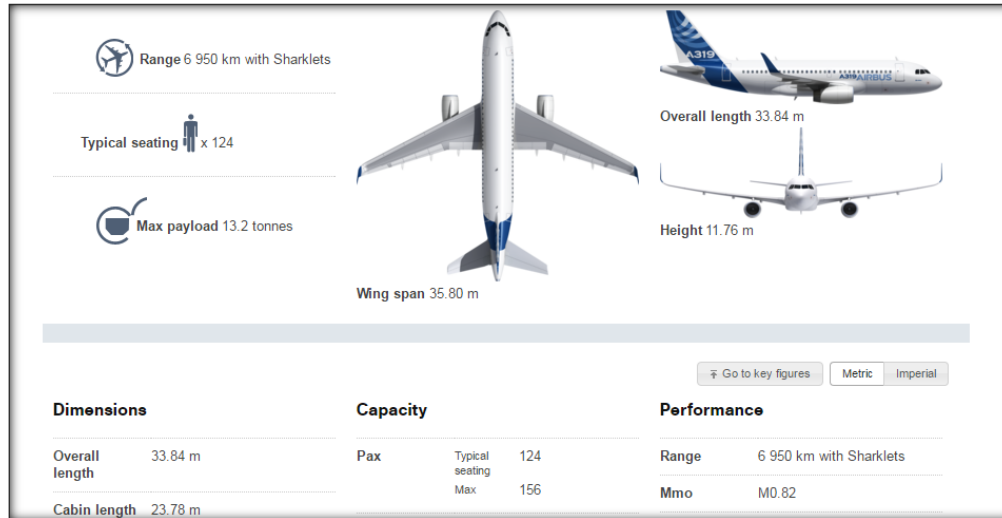 Range 6 950 km with Sharklets
Typical seating x 124
Max payload 13.2 tonnes
Wing span 35.80 m
A319
A319 AIRBUS
Overall length 33.84 m
Height 11.76 m
Go to key figures
Metric
Imperial
Dimensions
Overall
length
33.84 m
Cabin length 23.78 m
Capacity
Pax
Typical
seating
124
Max
156
Performance
Range
6 950 km with Sharklets
Mmo
M0.82